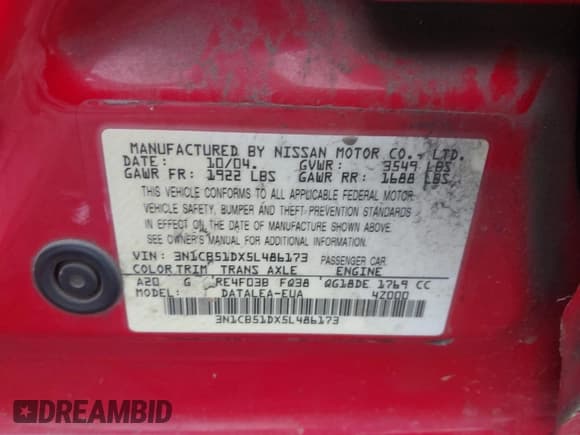 MANUFACTURED BY NISSAN MOTOR CO., LTD.
DATE: 10/04. GVWR: 3549 LBS
GAWR FR: 1922 LBS GAWR RR: 1688 LBS
THIS VEHICLE CONFORMS TO ALL APPLICABLE FEDERAL MOTOR
VEHICLE SAFETY, BUMPER AND THEFT PREVENTION STANDARDS
IN EFFECT ON THE DATE OF MANUFACTURE SHOWN ABOVE.
SEE OWNER'S MANUAL FOR ADDITIONAL INFORMATION.
VIN: 3N1CB51DX5L486173 PASSENGER CAR
COLOR TRIM TRANS AXLE ENGINE
A20 G RE4F03B FQ38 QG18DE 1769 CC
MODEL: DATALEA-EUA 4Z000
3N1CB51DX5L486173
DREAMBID